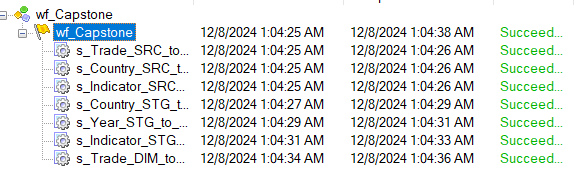 wf_Capstone
wf_Capstone 12/8/2024 1:04:25 AM 12/8/2024 1:04:38 AM Succeed...
s_Trade_SRC_to... 12/8/2024 1:04:25 AM 12/8/2024 1:04:26 AM Succeed...
s_Country_SRC_t... 12/8/2024 1:04:25 AM 12/8/2024 1:04:26 AM Succeed...
s_Indicator_SRC... 12/8/2024 1:04:25 AM 12/8/2024 1:04:26 AM Succeed...
s_Country_STG_t... 12/8/2024 1:04:27 AM 12/8/2024 1:04:29 AM Succeed...
s_Year_STG_to_... 12/8/2024 1:04:29 AM 12/8/2024 1:04:31 AM Succeed...
s_Indicator_STG... 12/8/2024 1:04:31 AM 12/8/2024 1:04:33 AM Succeed...
s_Trade_DIM_to... 12/8/2024 1:04:34 AM 12/8/2024 1:04:36 AM Succeed...